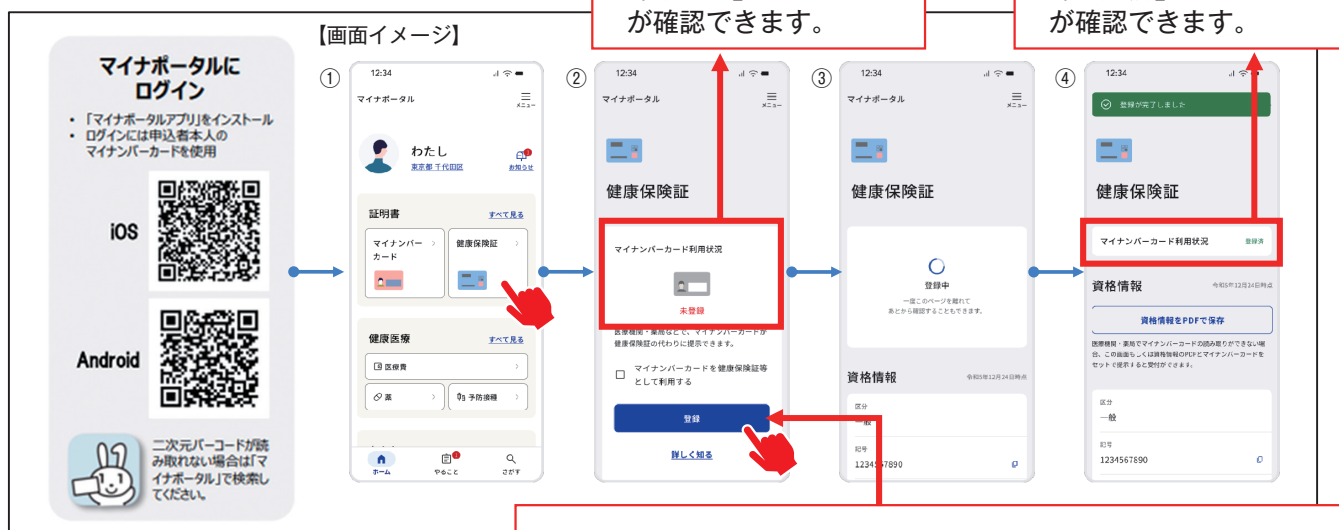 が確認できます。
が確認できます。
【画面イメージ】
マイナポータルに
ログイン
• 「マイナポータルアプリ」をインストール
• ログインには申込者本人の
マイナンバーカードを使用
iOS
Android
二次元バーコードが読
み取れない場合は「マ
イナポータル」で検索し
てください。
①
12:34
マイナポータル
メニュー
わたし
東京都 千代田区
1
お知らせ
証明書
すべて見る
マイナンバー
カード
健康保険証
健康医療
すべて見る
医療費
薬
予防接種
ホーム
1
やること
さがす
②
12:34
マイナポータル
メニュー
健康保険証
マイナンバーカード利用状況
未登録
医療機関・薬局などで、マイナンバーカードが
健康保険証の代わりに提示できます。
マイナンバーカードを健康保険証等
として利用する
登録
詳しく知る
③
12:34
マイナポータル
メニュー
健康保険証
登録中
一度このページを離れて
あとから確認することもできます。
資格情報
令和5年12月24日時点
区分
一般
記号
1234567890
④
12:34
登録が完了しました
健康保険証
マイナンバーカード利用状況
登録済
資格情報
令和5年12月24日時点
資格情報をPDFで保存
医療機関・薬局でマイナンバーカードの読み取りができない場
合、この画面もしくは資格情報のPDFとマイナンバーカードを
セットで提示すると受付ができます。
区分
一般
記号
1234567890